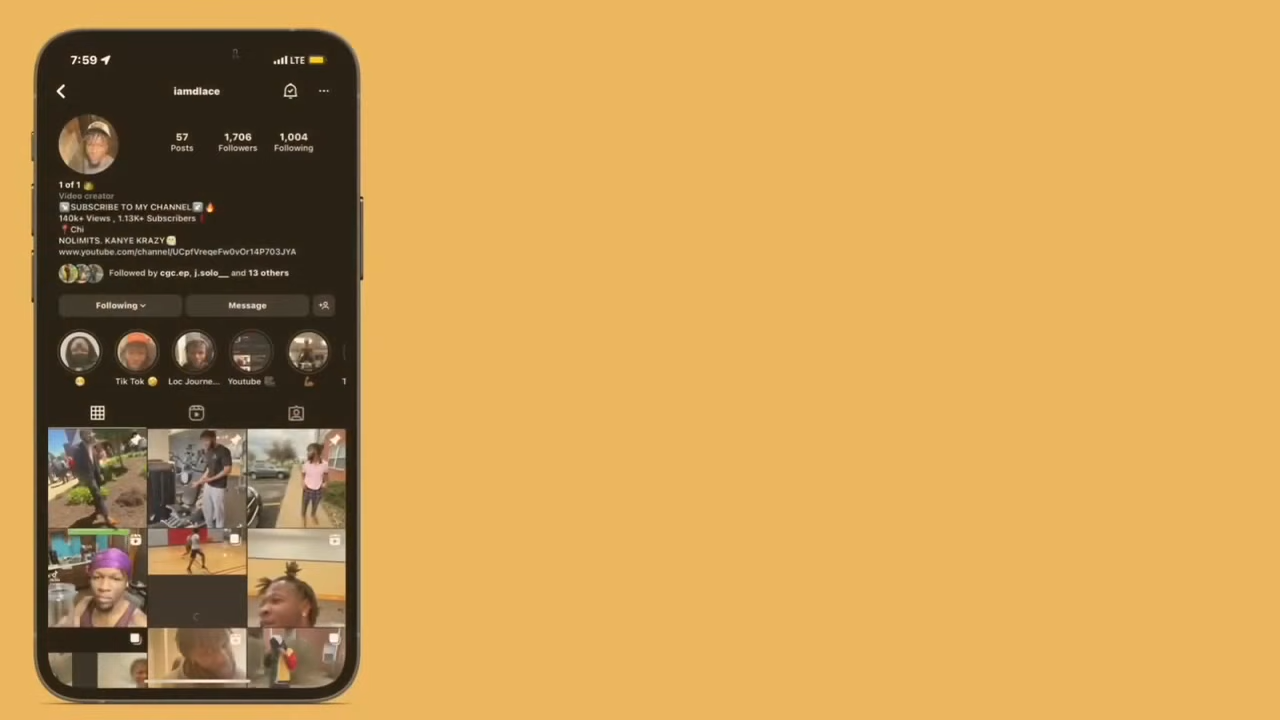 7:59
LTE
iamdlace
57
Posts
1,706
Followers
1,004
Following
1 of 1
Video creator
SUBSCRIBE TO MY CHANNEL
140k+ Views , 1.13K+ Subscribers
Chi
NOLIMITS. KANYE KRAZY
www.youtube.com/channel/UCpfVreqeFw0vOr14P703JYA
Followed by cgc.ep, j.solo__ and 13 others
Following
Message
Tik Tok
Loc Journe...
Youtube
T